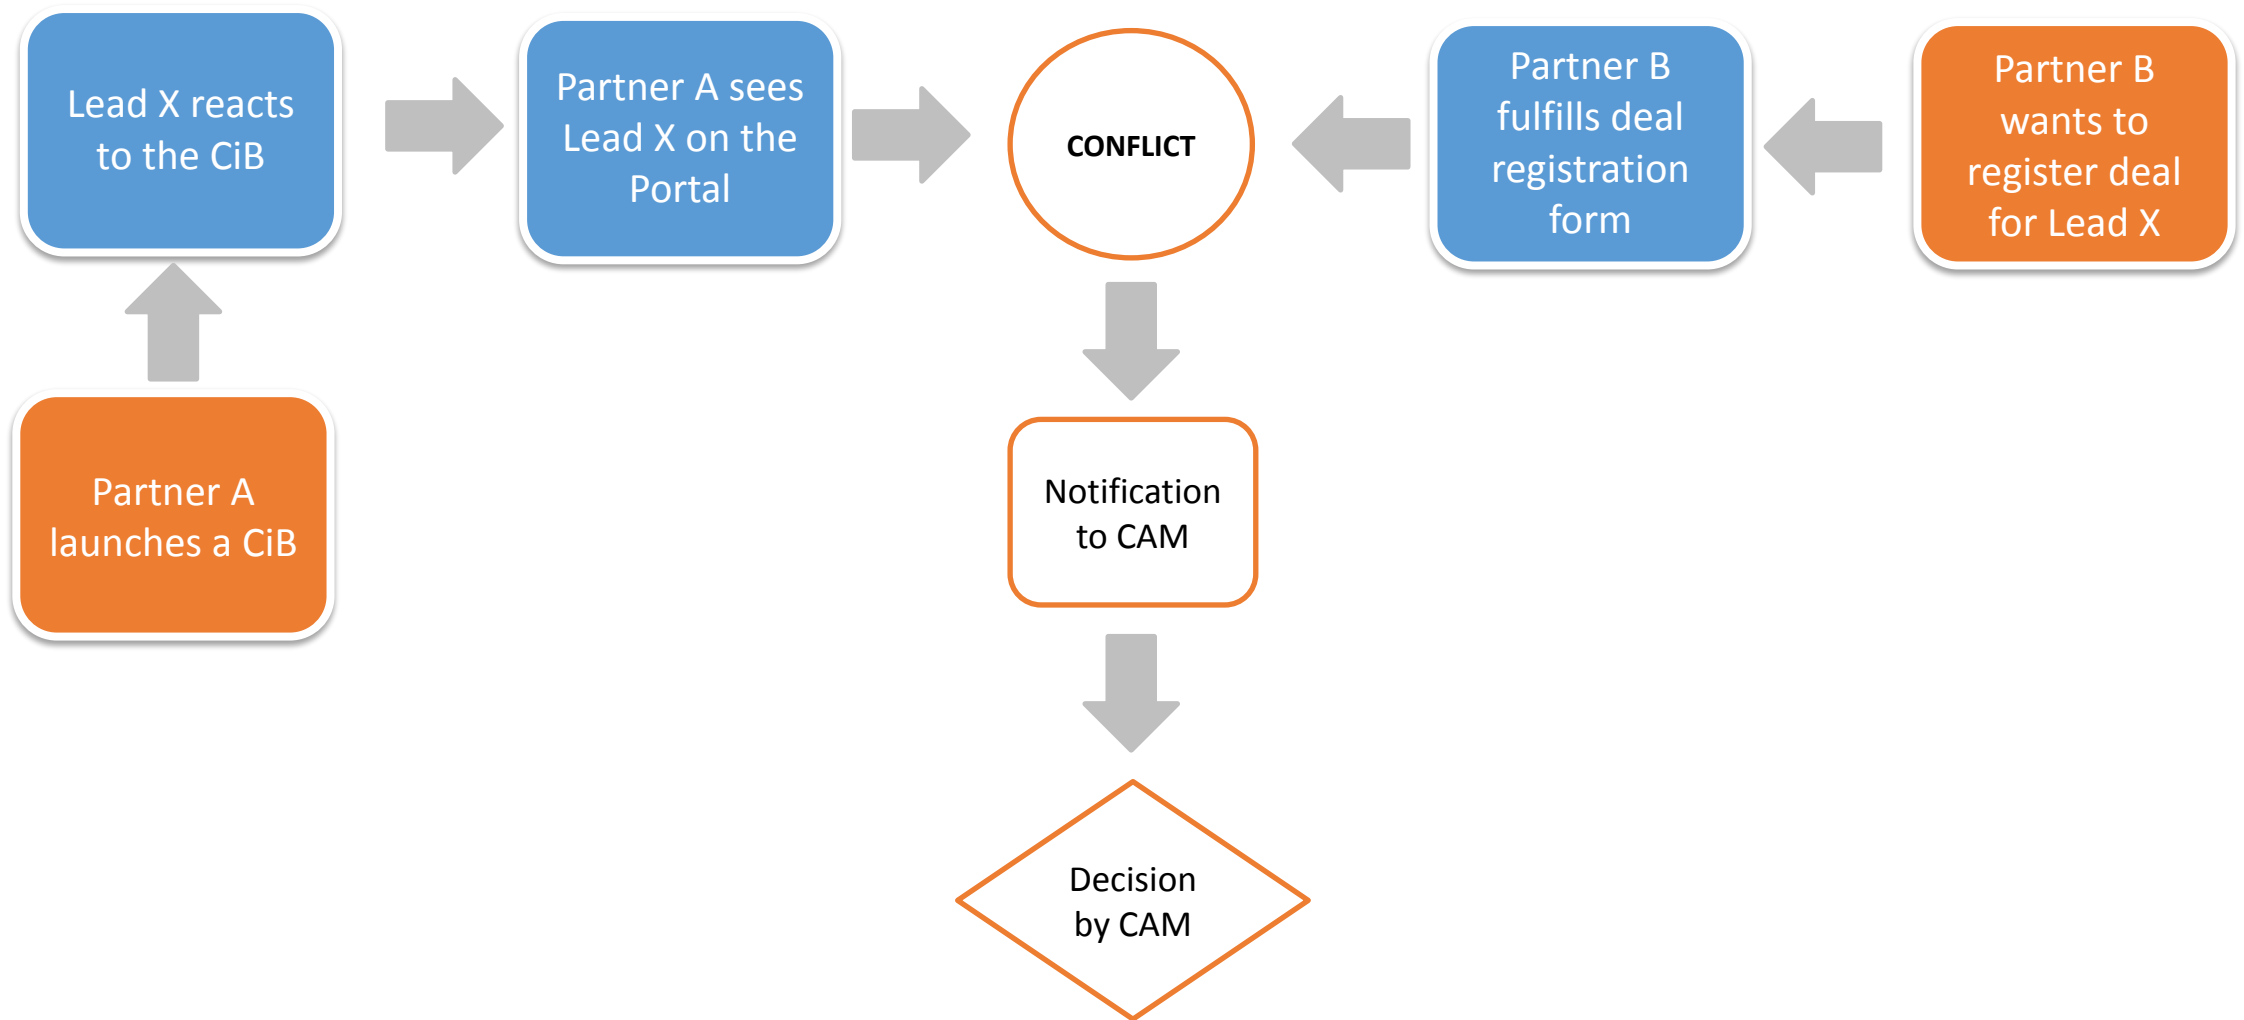 Lead X reacts
to the CiB
Partner A sees
Lead X on the
Portal
CONFLICT
Partner B
fulfills deal
registration
form
Partner B
wants to
register deal
for Lead X
Partner A
launches a CiB
Notification
to CAM
Decision
by CAM